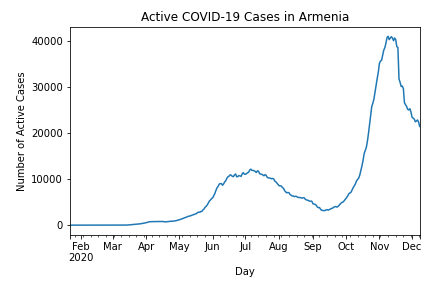 Active COVID-19 Cases in Armenia
Number of Active Cases
40000
30000
20000
10000
0
Feb Mar Apr May Jun Jul Aug Sep Oct Nov Dec
2020
Day